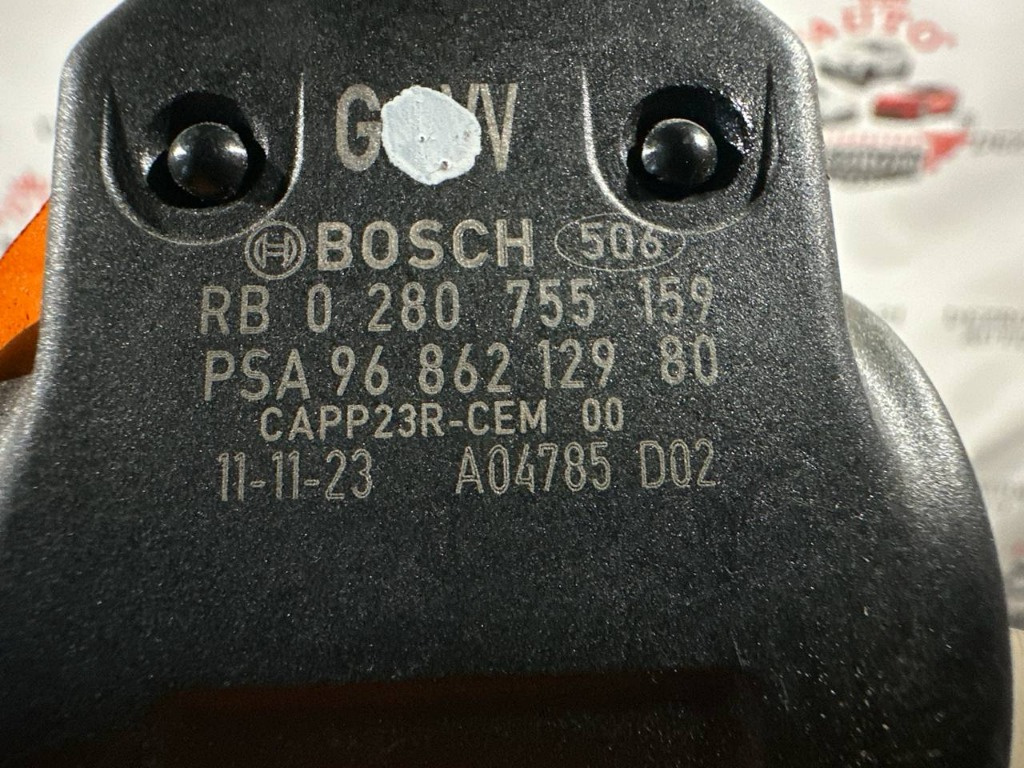 BOSCH 506
RB 0 280 755 159
PSA 96 862 129 80
CAPP23R-CEM 00
11-11-23 A04785 D02
AUTO